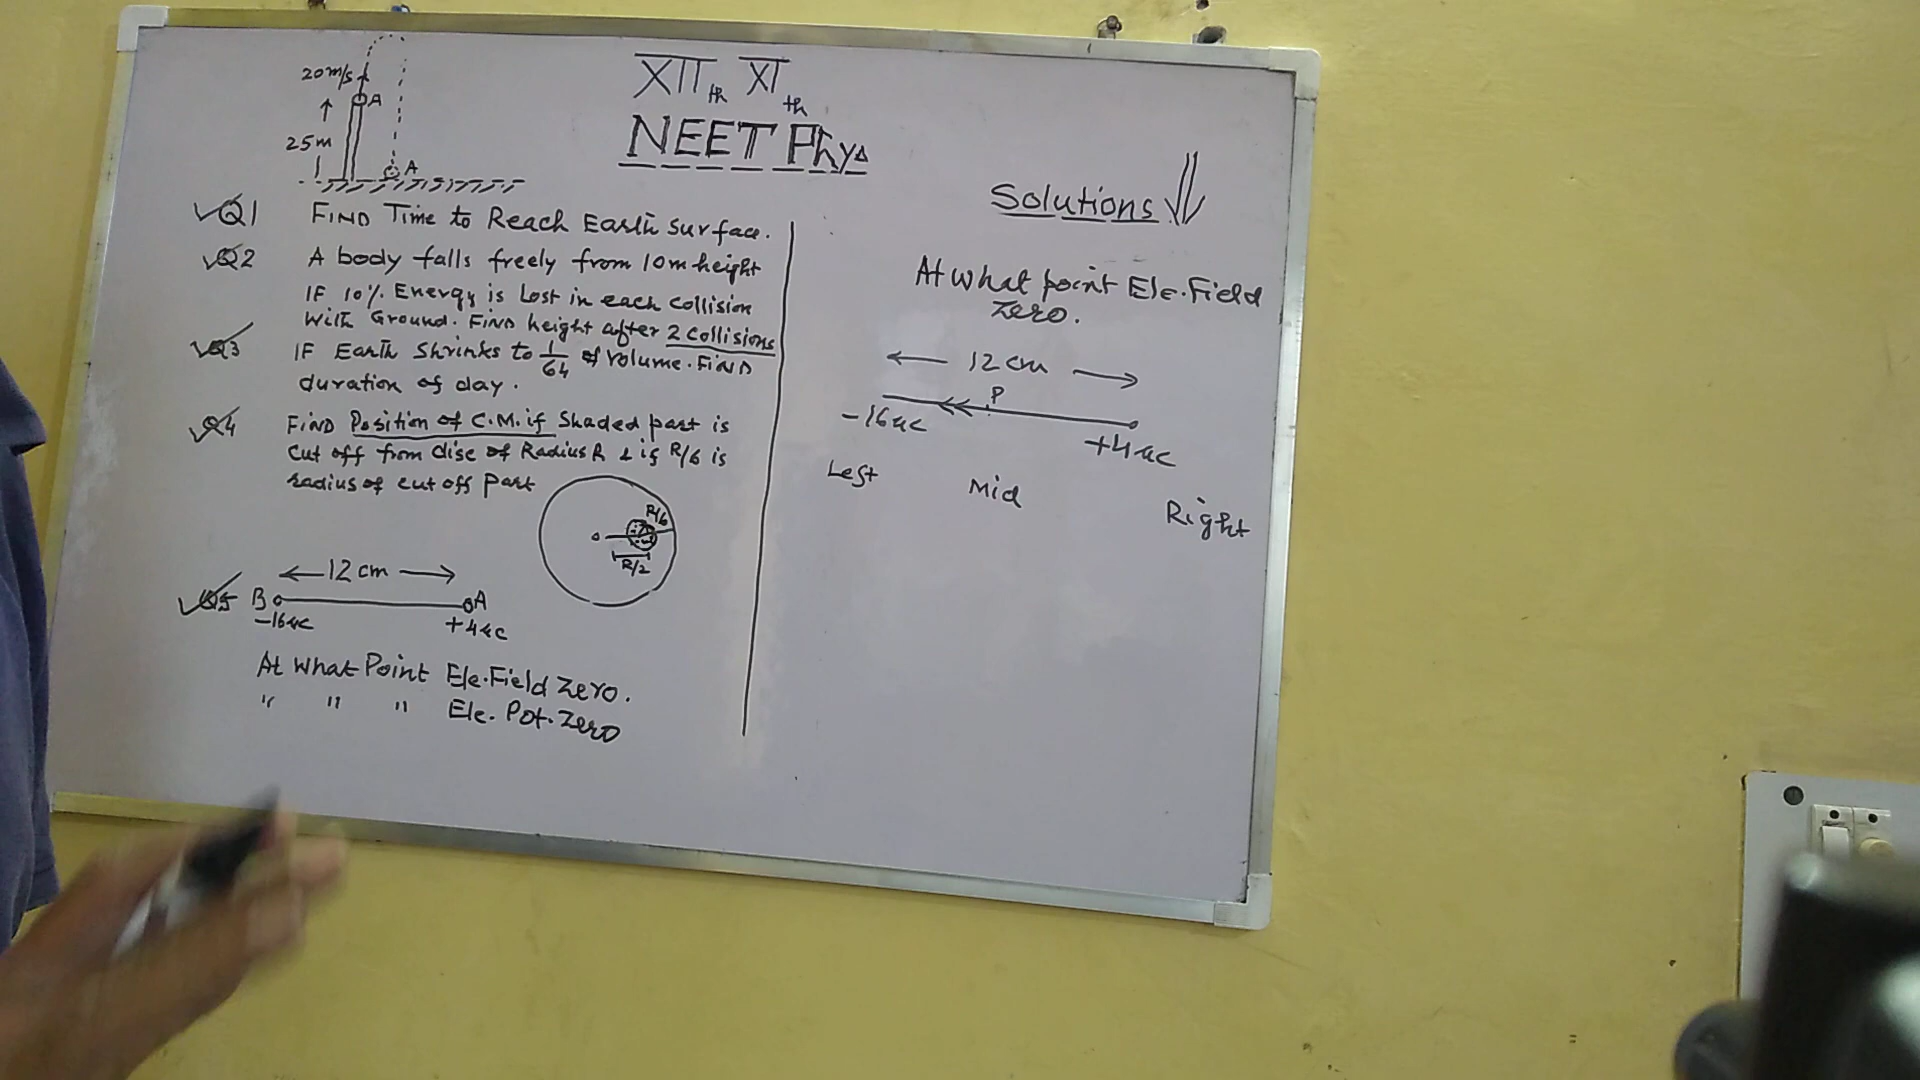 XIIth XIth
NEET Phys
20m/s
A
25m
A
Q1 FIND Time to Reach Earth surface.
Q2 A body falls freely from 10m height
IF 10% Energy is Lost in each collision
with Ground. FIND height after 2 collisions
Q3 IF Earth Shrinks to 1/64 of volume. FIND
duration of day.
Q4 FIND Position of C.M. if Shaded part is
cut off from disc of Radius R & if R/6 is
radius of cut off part
R/6
R/2
12 cm
Q5 B A
-16μc +4μc
At what Point Ele. Field zero.
" " " Ele. Pot. zero
Solutions
At what point Ele. Field
zero.
12 cm
P
-16μc
+4μc
Left Mid Right